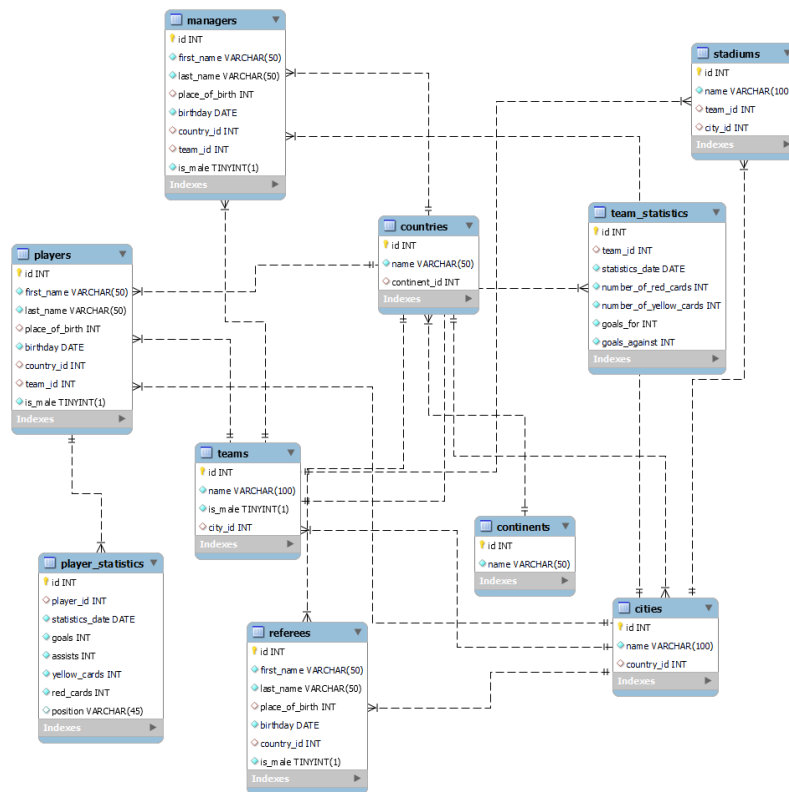 managers
id INT
first_name VARCHAR(50)
last_name VARCHAR(50)
place_of_birth INT
birthday DATE
country_id INT
team_id INT
is_male TINYINT(1)
Indexes
stadiums
id INT
name VARCHAR(100
team_id INT
city_id INT
Indexes
team_statistics
id INT
team_id INT
statistics_date DATE
number_of_red_cards INT
number_of_yellow_cards INT
goals_for INT
goals_against INT
Indexes
countries
id INT
name VARCHAR(50)
continent_id INT
Indexes
players
id INT
first_name VARCHAR(50)
last_name VARCHAR(50)
place_of_birth INT
birthday DATE
country_id INT
team_id INT
is_male TINYINT(1)
Indexes
teams
id INT
name VARCHAR(100)
is_male TINYINT(1)
city_id INT
Indexes
continents
id INT
name VARCHAR(50)
Indexes
player_statistics
id INT
player_id INT
statistics_date DATE
goals INT
assists INT
yellow_cards INT
red_cards INT
position VARCHAR(45)
Indexes
cities
id INT
name VARCHAR(100)
country_id INT
Indexes
referees
id INT
first_name VARCHAR(50)
last_name VARCHAR(50)
place_of_birth INT
birthday DATE
country_id INT
is_male TINYINT(1)
Indexes